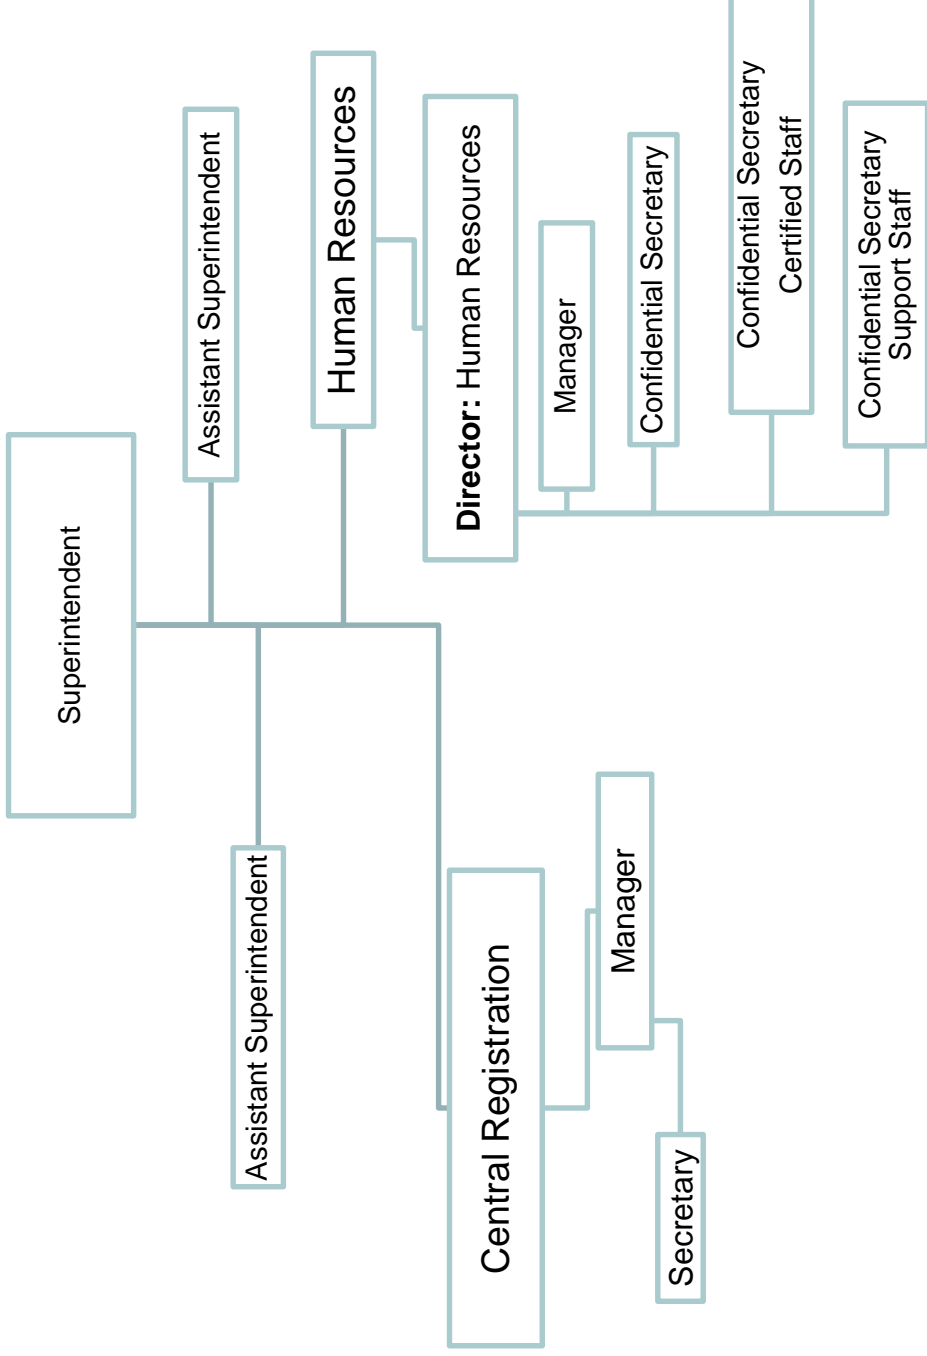 Superintendent
Assistant Superintendent
Assistant Superintendent
Human Resources
Director: Human Resources
Manager
Confidential Secretary
Confidential Secretary
Certified Staff
Confidential Secretary
Support Staff
Central Registration
Manager
Secretary